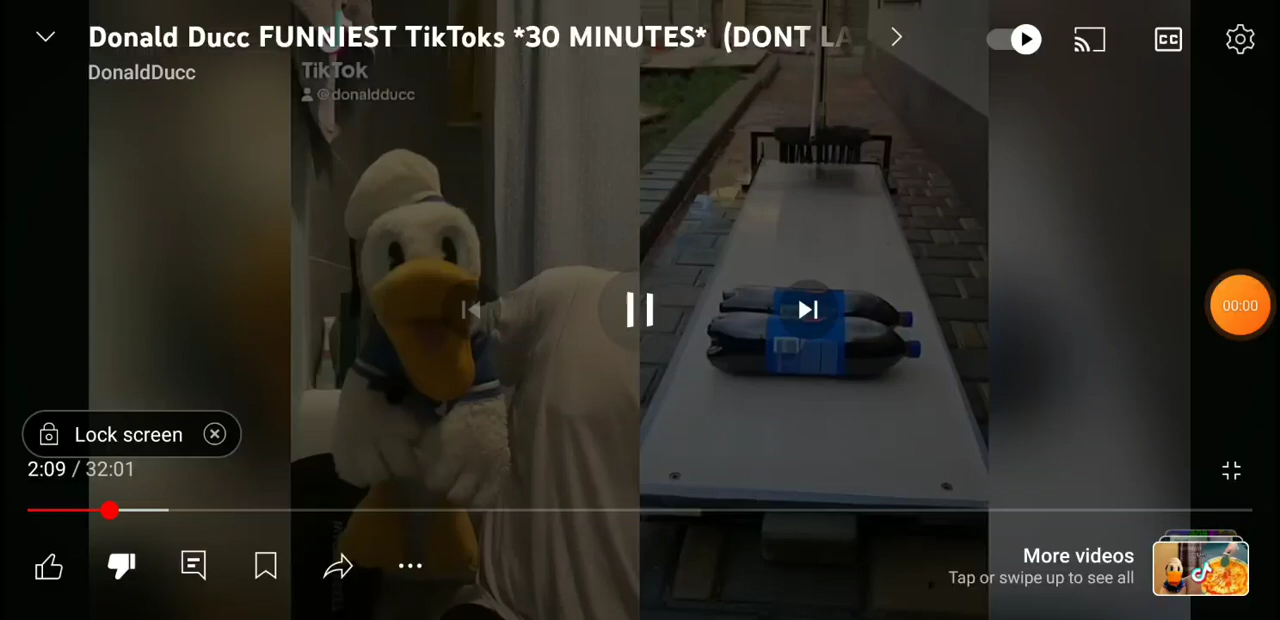 Donald Ducc FUNNIEST TikToks *30 MINUTES* (DONT LA
DonaldDucc
TikTok
@donaldducc
CC
00:00
Lock screen
2:09 / 32:01
More videos
Tap or swipe up to see all